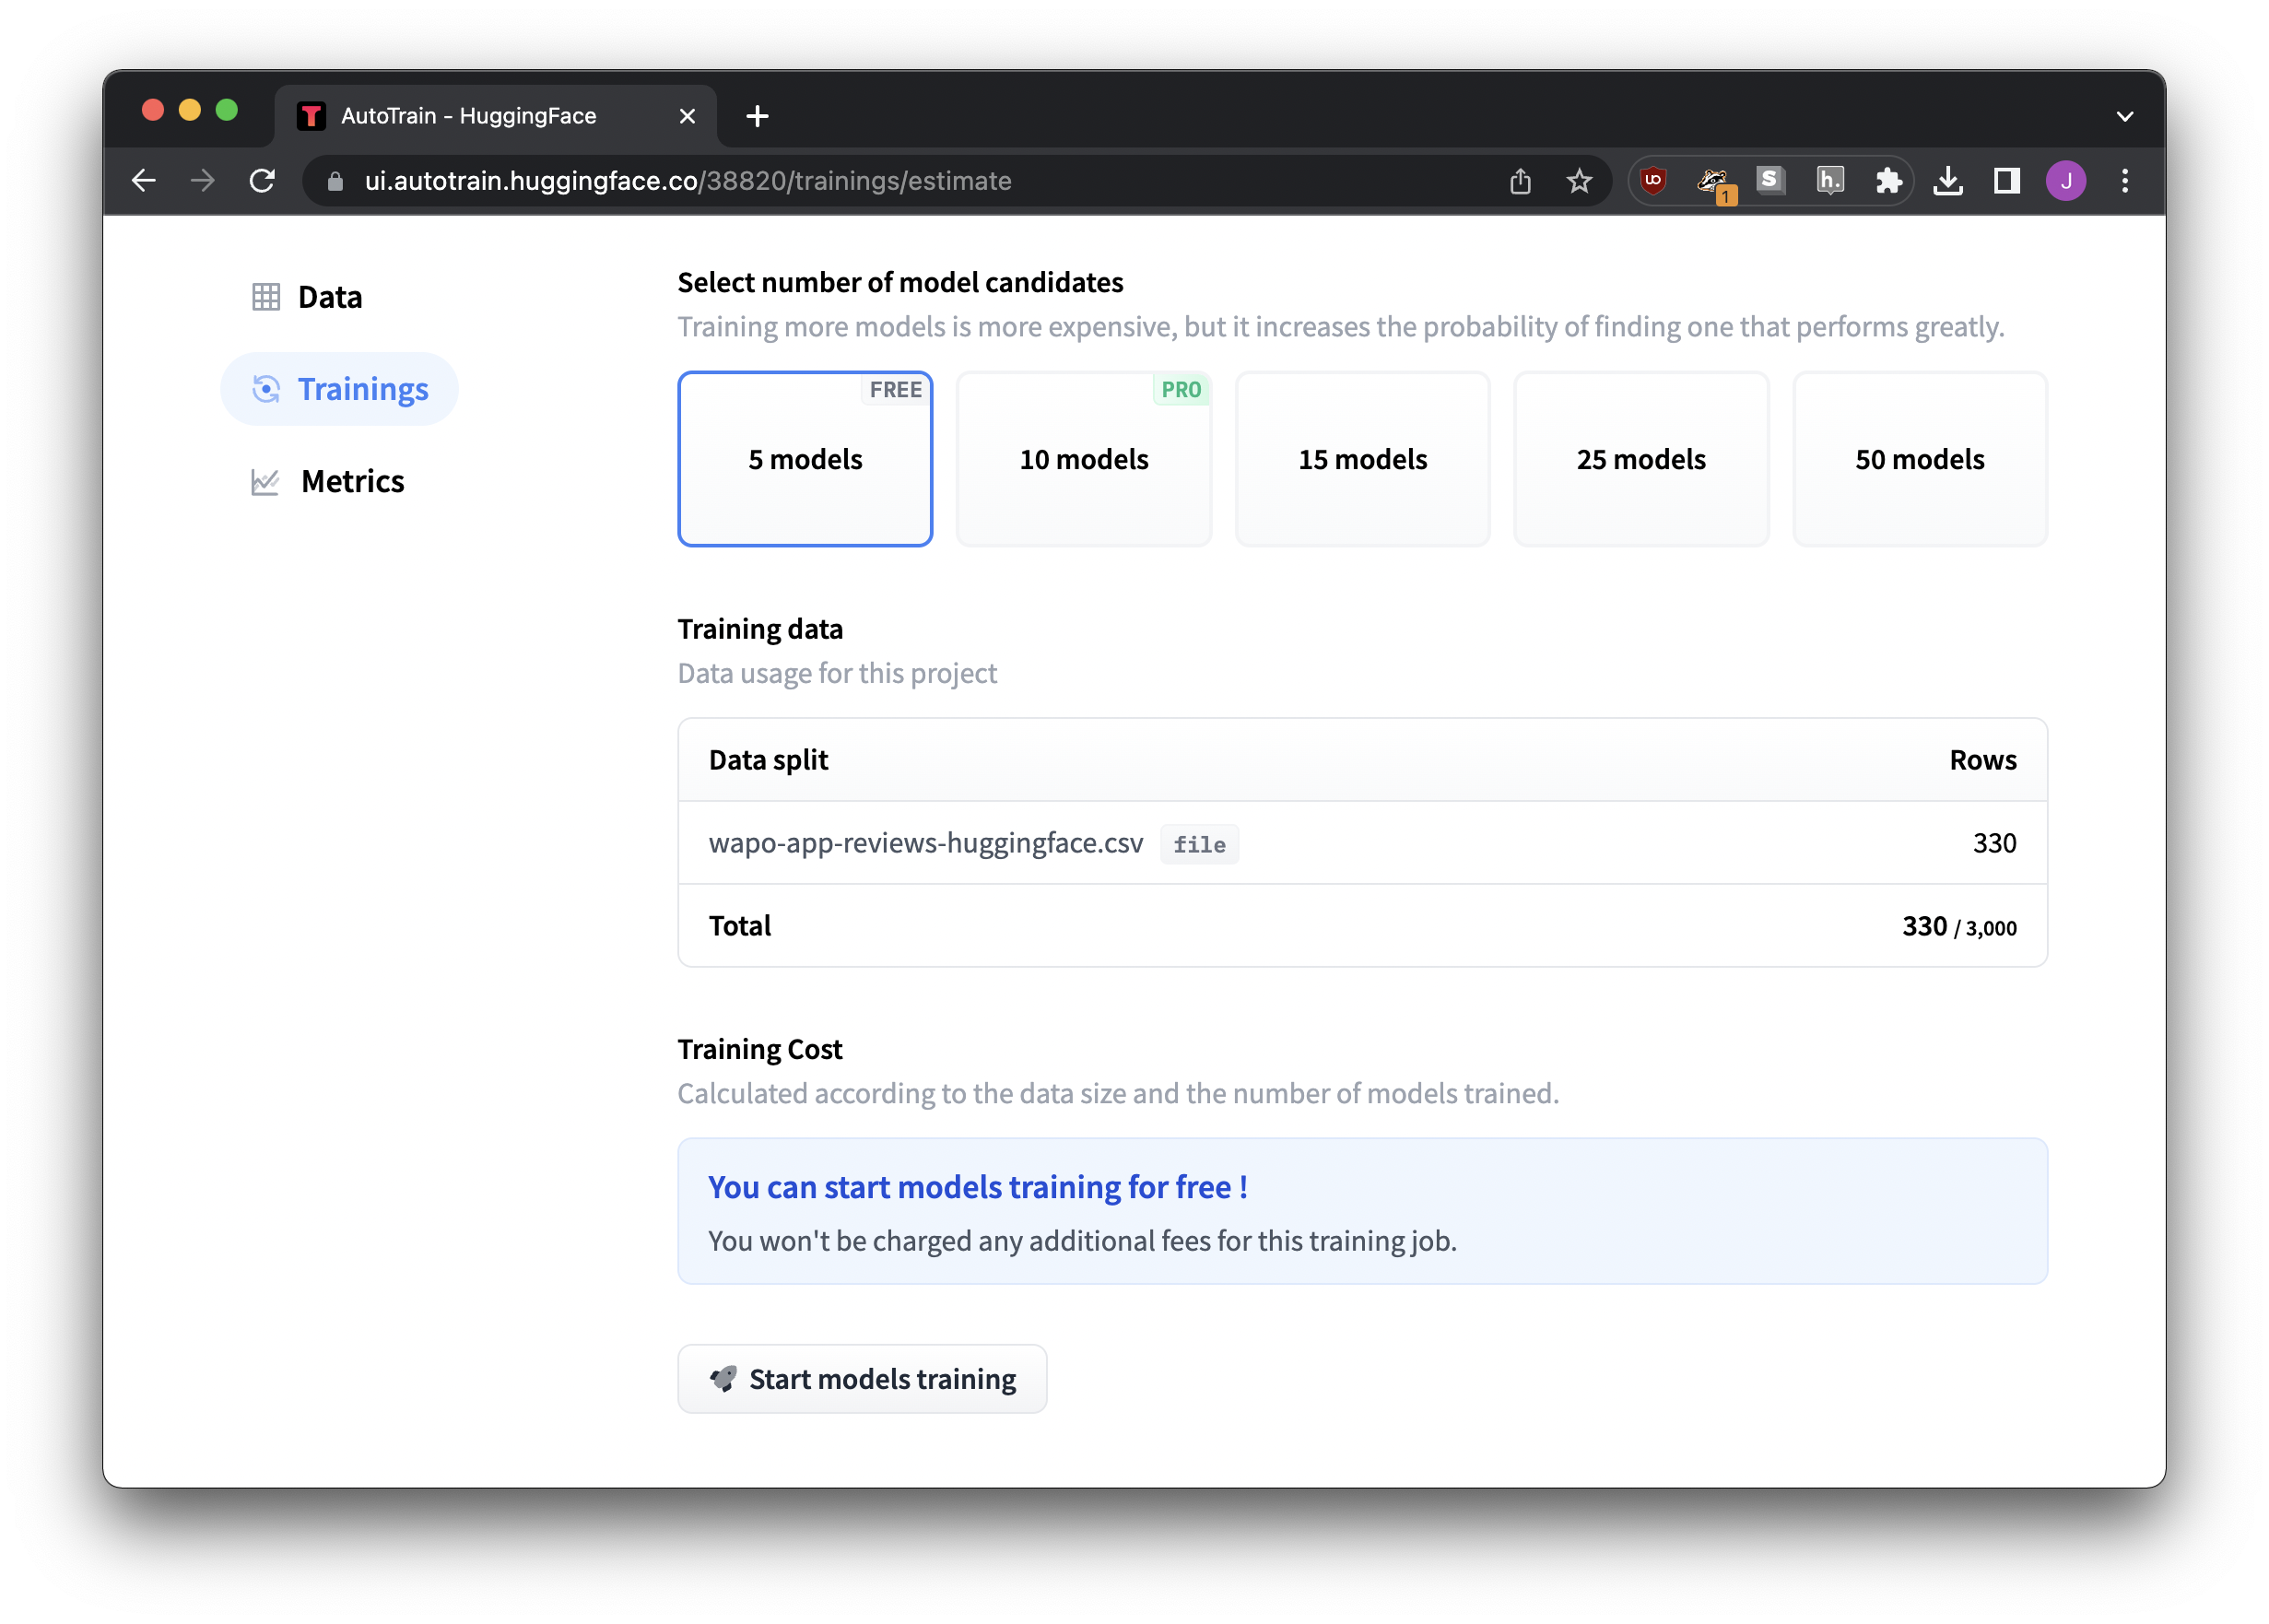 AutoTrain - HuggingFace
ui.autotrain.huggingface.co/38820/trainings/estimate
1
S
h.
J
Data
Trainings
Metrics
Select number of model candidates
Training more models is more expensive, but it increases the probability of finding one that performs greatly.
FREE
5 models
PRO
10 models
15 models
25 models
50 models
Training data
Data usage for this project
Data split Rows
wapo-app-reviews-huggingface.csv file 330
Total 330 / 3,000
Training Cost
Calculated according to the data size and the number of models trained.
You can start models training for free !
You won't be charged any additional fees for this training job.
Start models training